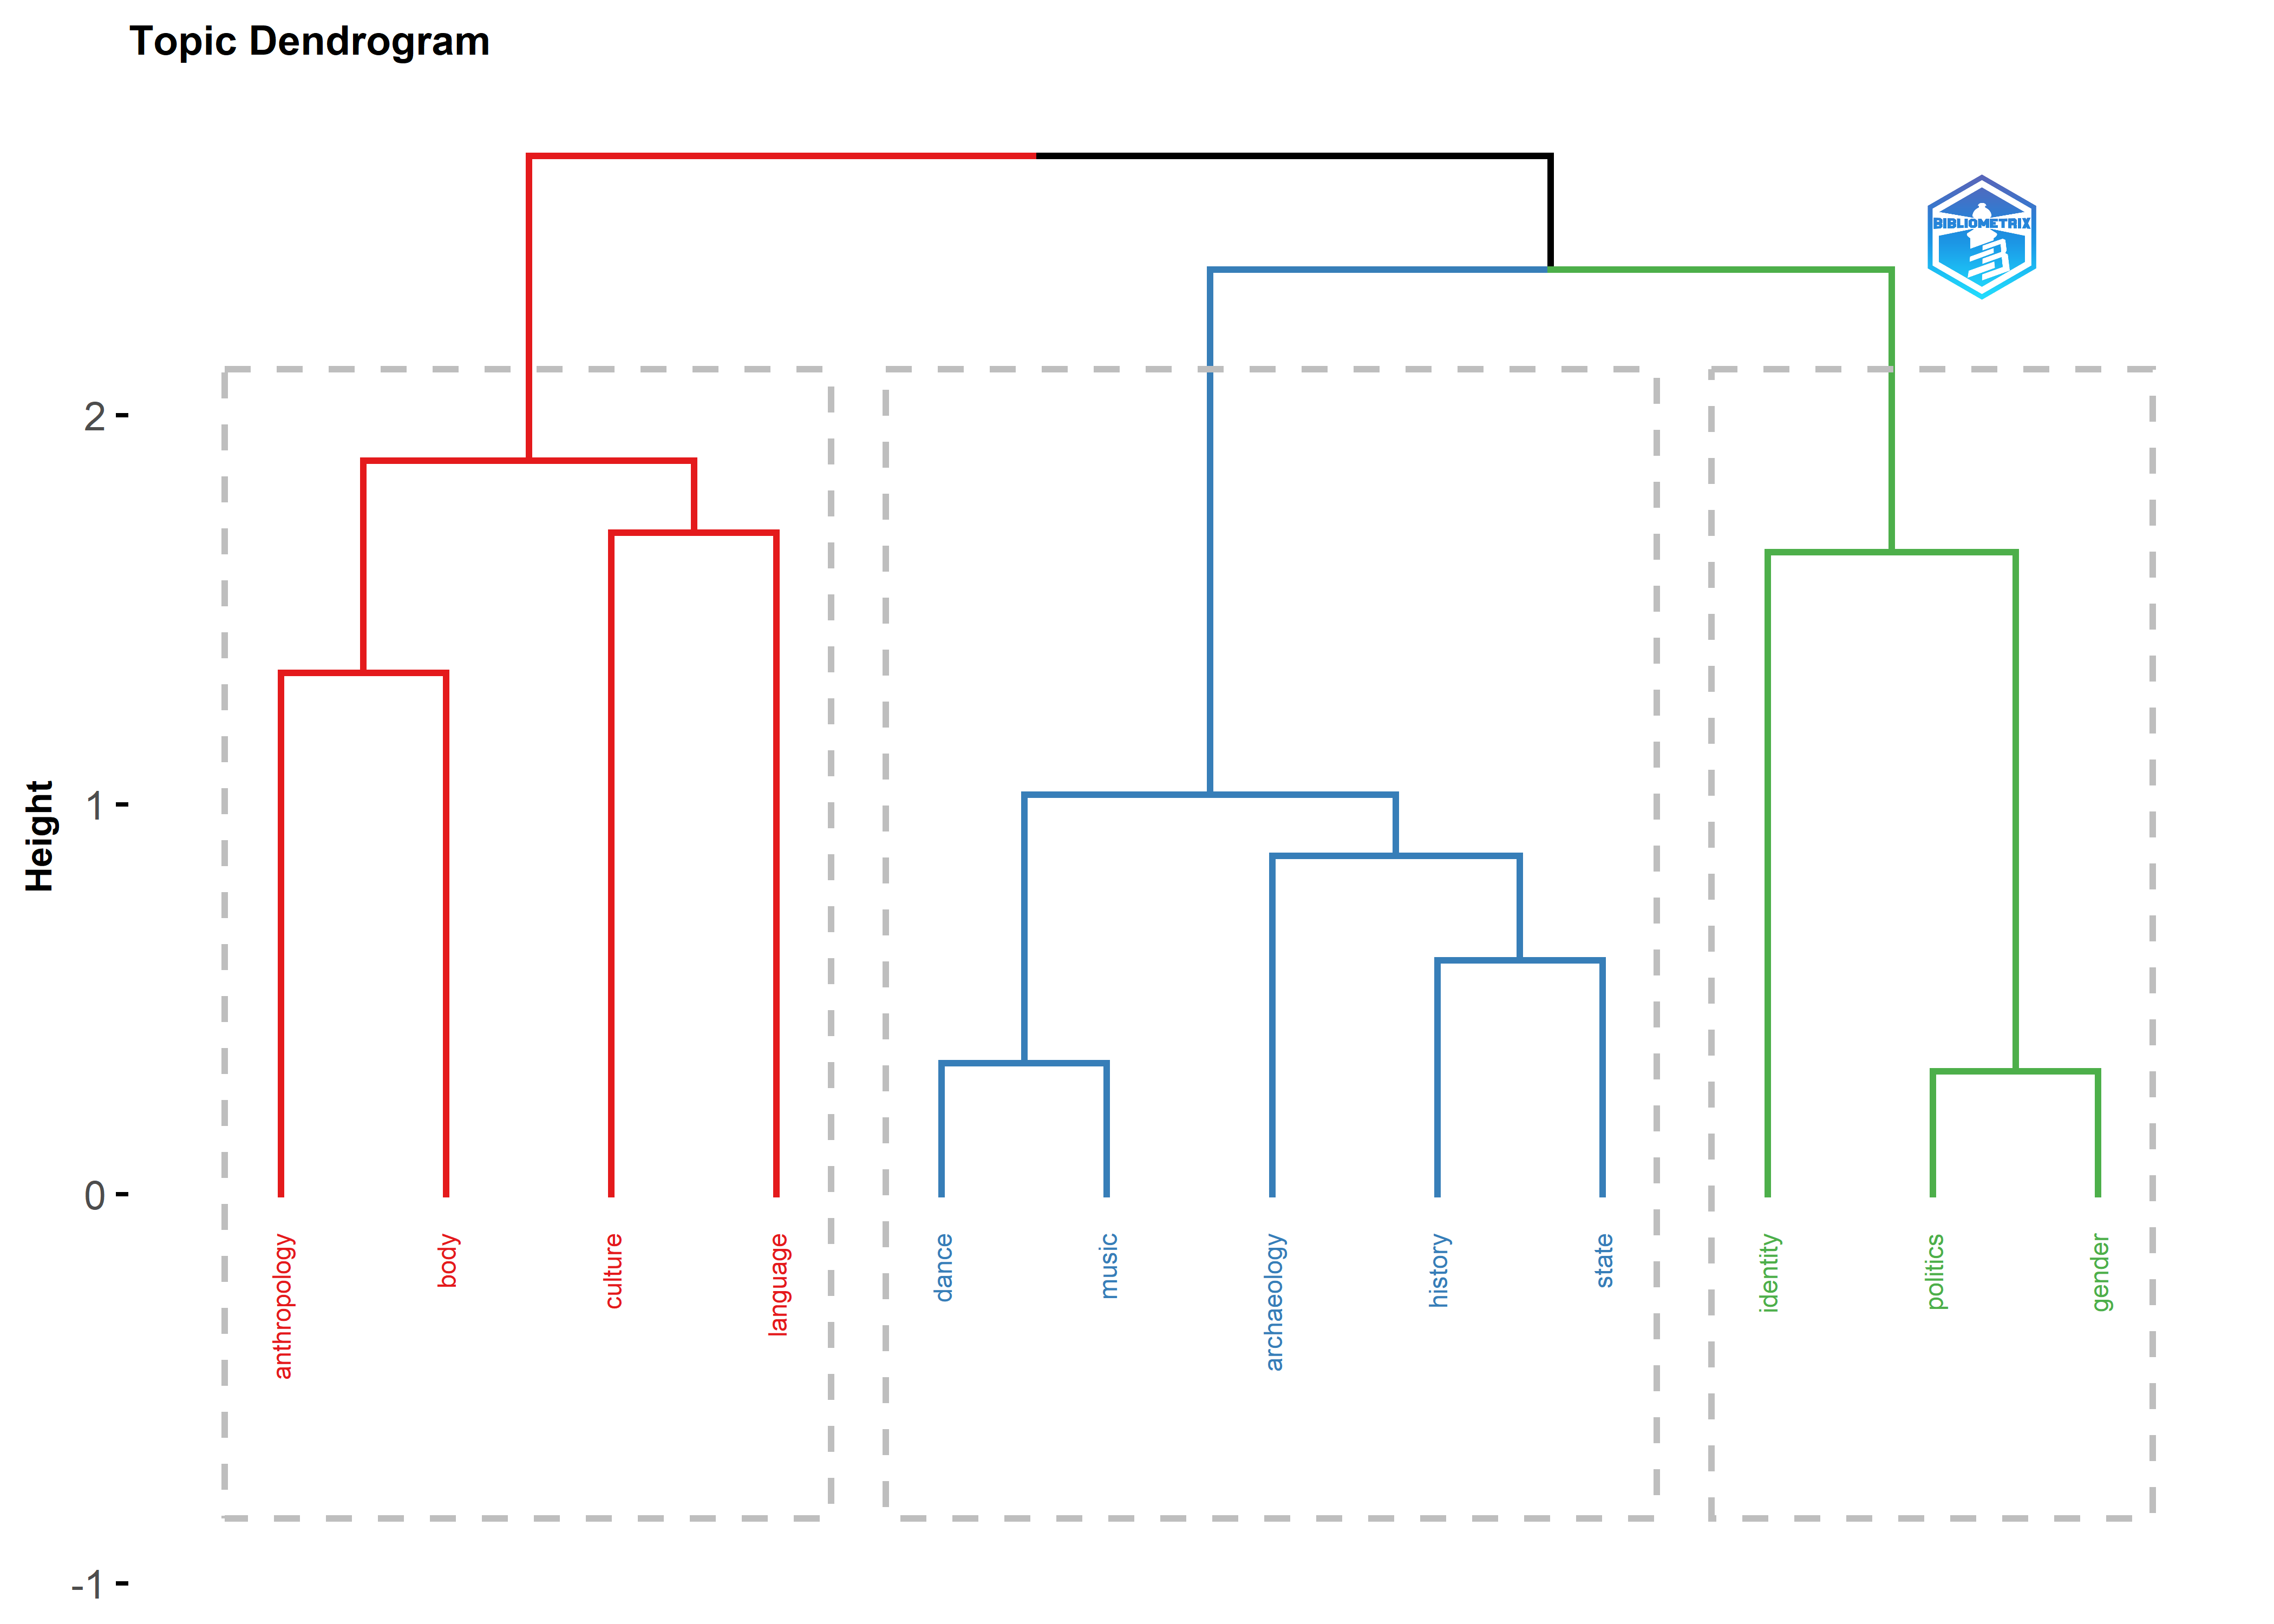 Topic Dendrogram
BIBLIOMETRIX
Height
2
1
0
-1
anthropology
body
culture
language
dance
music
archaeology
history
state
identity
politics
gender